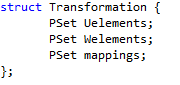 struct Transformation {
PSet Uelements;
PSet Welements;
PSet mappings;
};